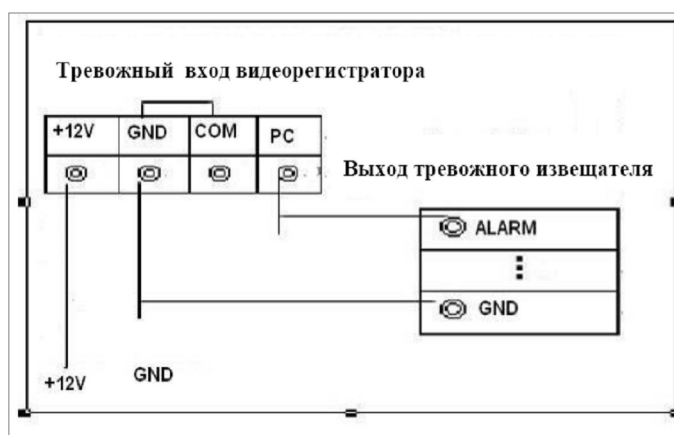 Тревожный вход видеорегистратора
+12V GND COM PC
Выход тревожного извещателя
ALARM
GND
+12V GND